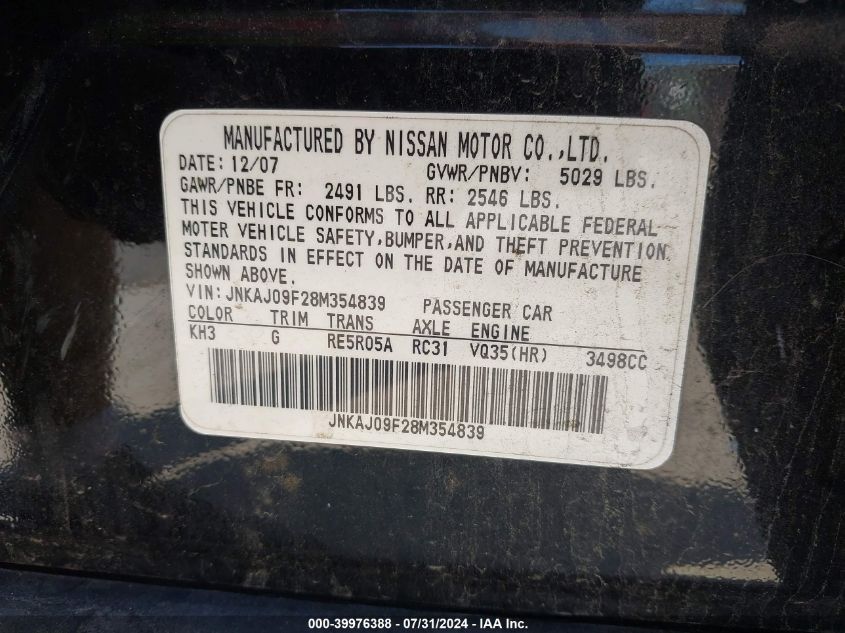 MANUFACTURED BY NISSAN MOTOR CO.,LTD.
DATE: 12/07 GVWR/PNBV: 5029 LBS.
GAWR/PNBE FR: 2491 LBS. RR: 2546 LBS.
THIS VEHICLE CONFORMS TO ALL APPLICABLE FEDERAL
MOTER VEHICLE SAFETY,BUMPER,AND THEFT PREVENTION
STANDARDS IN EFFECT ON THE DATE OF MANUFACTURE
SHOWN ABOVE.
VIN: JNKAJ09F28M354839 PASSENGER CAR
COLOR TRIM TRANS AXLE ENGINE
KH3 G RE5R05A RC31 VQ35(HR) 3498CC
JNKAJ09F28M354839
000-39976388 - 07/31/2024 - IAA Inc.